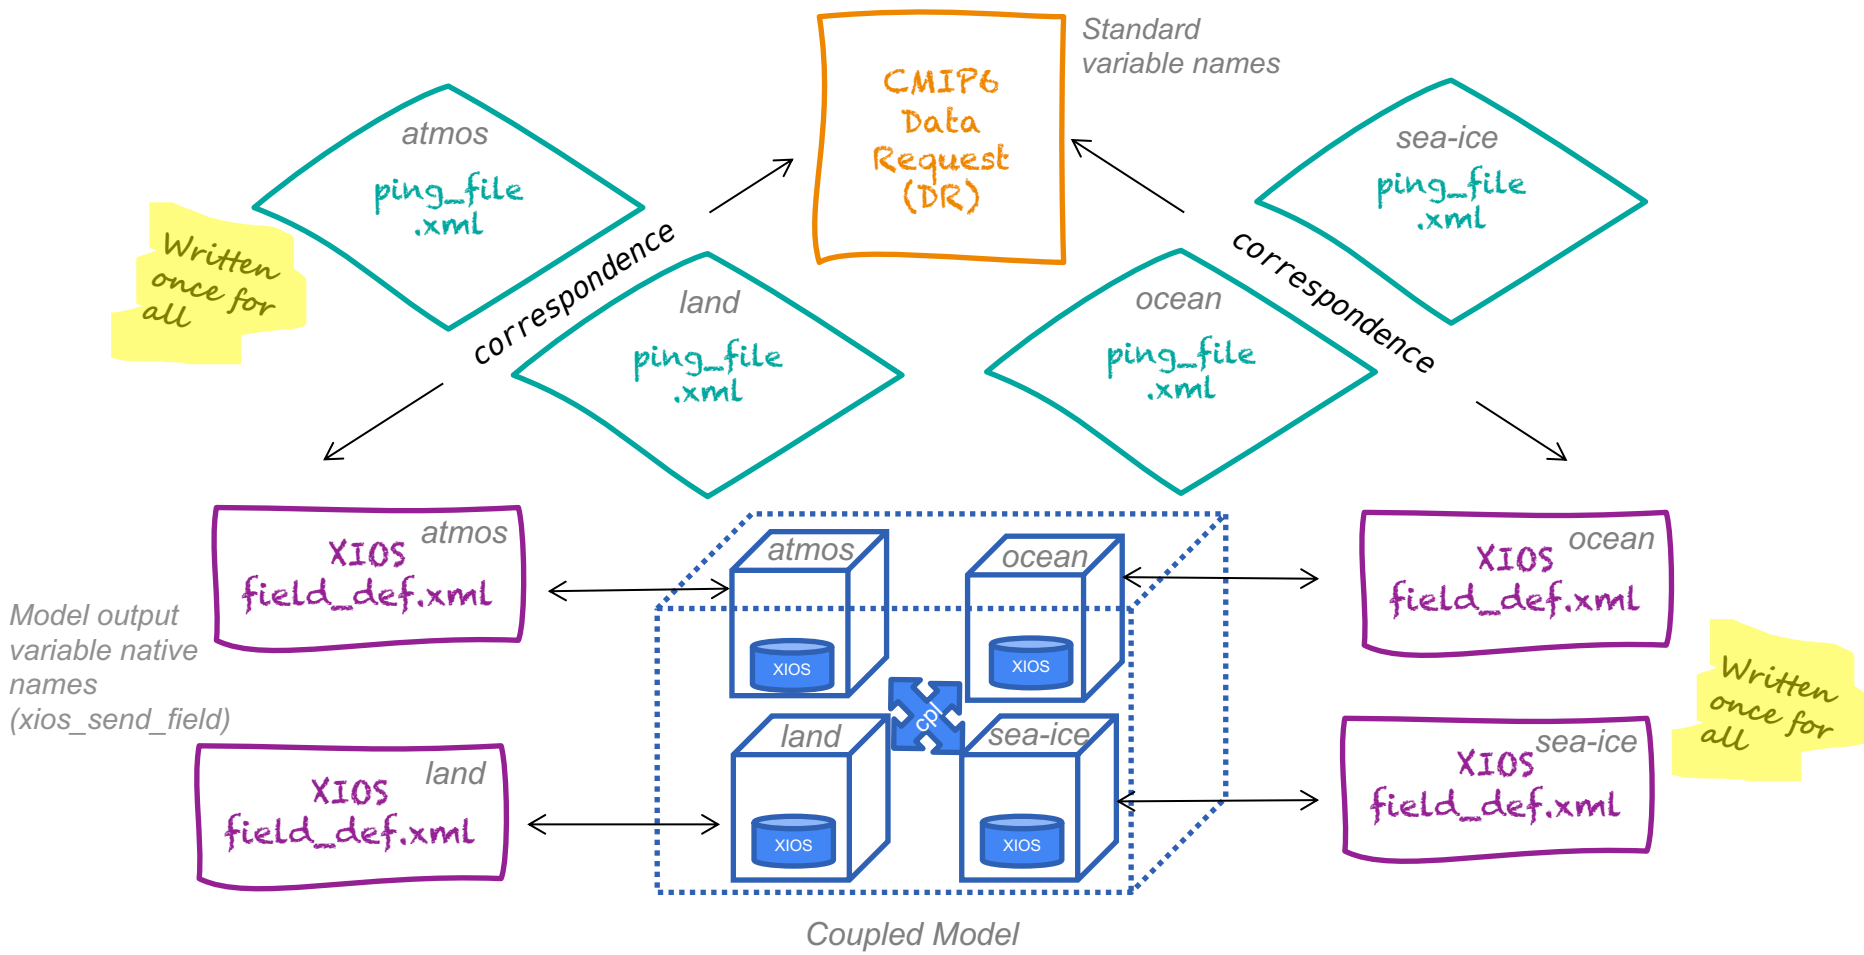 Standard
variable names
CMIP6
Data
Request
(DR)
atmos
ping_file
.xml
sea-ice
ping_file
.xml
Written
once for
all
correspondence
correspondence
land
ping_file
.xml
ocean
ping_file
.xml
atmos
XIOS
field_def.xml
ocean
XIOS
field_def.xml
Model output
variable native
names
(xios_send_field)
atmos
XIOS
ocean
XIOS
cpl
land
XIOS
sea-ice
XIOS
Written
once for
all
land
XIOS
field_def.xml
sea-ice
XIOS
field_def.xml
Coupled Model